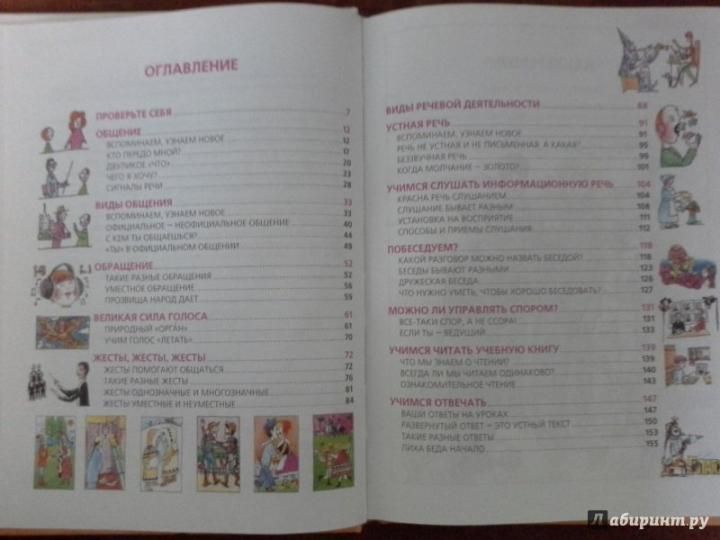 ОГЛАВЛЕНИЕ
ПРОВЕРЬТЕ СЕБЯ 7
ОБЩЕНИЕ 12
ВСПОМИНАЕМ, УЗНАЕМ НОВОЕ 12
КТО ПЕРЕДО МНОЙ? 12
ДВУЛИКОЕ «ЧТО» 20
ЧЕГО Я ХОЧУ? 23
СИГНАЛЫ РЕЧИ 28
ВИДЫ ОБЩЕНИЯ 33
ВСПОМИНАЕМ, УЗНАЕМ НОВОЕ 33
ОФИЦИАЛЬНОЕ – НЕОФИЦИАЛЬНОЕ ОБЩЕНИЕ 40
С КЕМ ТЫ ОБЩАЕШЬСЯ? 44
«ТЫ» В ОФИЦИАЛЬНОМ ОБЩЕНИИ 49
ОБРАЩЕНИЕ 52
ТАКИЕ РАЗНЫЕ ОБРАЩЕНИЯ 52
УМЕСТНОЕ ОБРАЩЕНИЕ 56
ПРОЗВИЩА НАРОД ДАЕТ 59
ВЕЛИКАЯ СИЛА ГОЛОСА 61
ПРИРОДНЫЙ «ОРГАН» 61
УЧИМ ГОЛОС «ЛЕТАТЬ» 70
ЖЕСТЫ, ЖЕСТЫ, ЖЕСТЫ 72
ЖЕСТЫ ПОМОГАЮТ ОБЩАТЬСЯ 72
ТАКИЕ РАЗНЫЕ ЖЕСТЫ 76
ЖЕСТЫ ОДНОЗНАЧНЫЕ И МНОГОЗНАЧНЫЕ 81
ЖЕСТЫ УМЕСТНЫЕ И НЕУМЕСТНЫЕ 84
ВИДЫ РЕЧЕВОЙ ДЕЯТЕЛЬНОСТИ 88
УСТНАЯ РЕЧЬ 91
ВСПОМИНАЕМ, УЗНАЕМ НОВОЕ 91
РЕЧЬ НЕ УСТНАЯ И НЕ ПИСЬМЕННАЯ. А КАКАЯ? 95
БЕЗЗВУЧНАЯ РЕЧЬ 99
КОГДА МОЛЧАНИЕ – ЗОЛОТО? 101
УЧИМСЯ СЛУШАТЬ ИНФОРМАЦИОННУЮ РЕЧЬ 104
КРАСНА РЕЧЬ СЛУШАНИЕМ 104
СЛУШАНИЕ БЫВАЕТ РАЗНЫМ 108
УСТАНОВКА НА ВОСПРИЯТИЕ 111
СПОСОБЫ И ПРИЕМЫ СЛУШАНИЯ 112
ПОБЕСЕДУЕМ? 118
КАКОЙ РАЗГОВОР МОЖНО НАЗВАТЬ БЕСЕДОЙ? 118
БЕСЕДЫ БЫВАЮТ РАЗНЫМИ 123
ДРУЖЕСКАЯ БЕСЕДА 126
ЧТО НУЖНО УМЕТЬ, ЧТОБЫ ХОРОШО БЕСЕДОВАТЬ? 127
МОЖНО ЛИ УПРАВЛЯТЬ СПОРОМ? 131
ВСЕ-ТАКИ СПОР, А НЕ ССОРА! 131
ЕСЛИ ТЫ – ВЕДУЩИЙ 133
УЧИМСЯ ЧИТАТЬ УЧЕБНУЮ КНИГУ 139
ЧТО МЫ ЗНАЕМ О ЧТЕНИИ? 139
ВСЕГДА ЛИ МЫ ЧИТАЕМ ОДИНАКОВО? 140
ОЗНАКОМИТЕЛЬНОЕ ЧТЕНИЕ 143
УЧИМСЯ ОТВЕЧАТЬ 147
ВАШИ ОТВЕТЫ НА УРОКАХ 147
РАЗВЕРНУТЫЙ ОТВЕТ – ЭТО УСТНЫЙ ТЕКСТ 150
ТАКИЕ РАЗНЫЕ ОТВЕТЫ 153
ЛИХА БЕДА НАЧАЛО 155
Лабиринт.ру